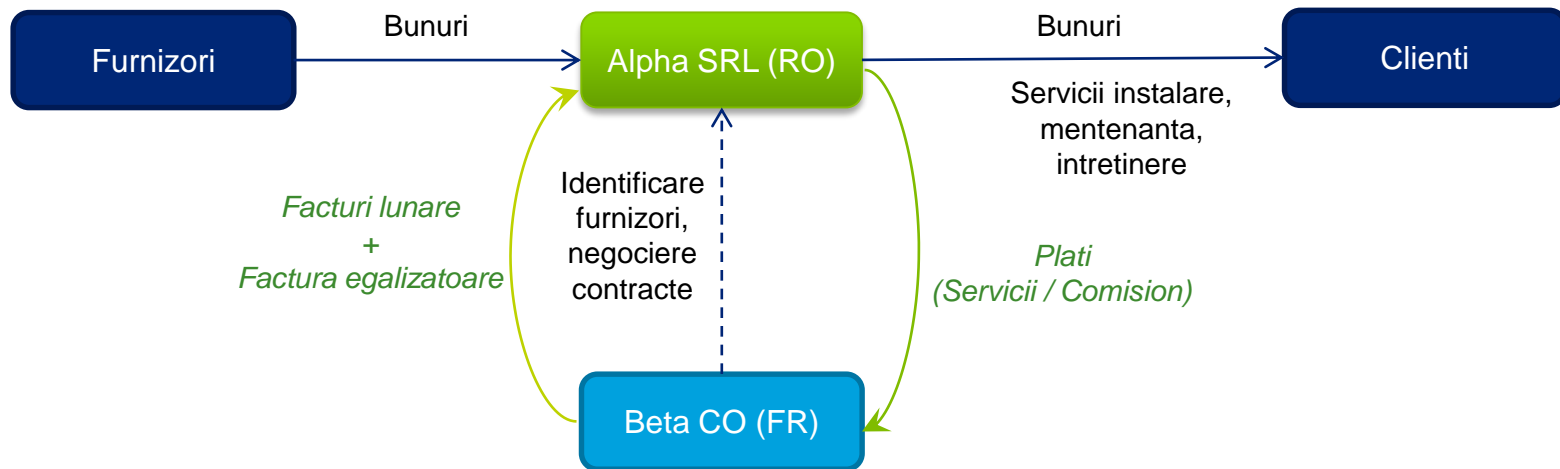 Bunuri
Bunuri
Furnizori
Alpha SRL (RO)
Clienti
Servicii instalare,
mentenanta,
intretinere
Identificare
furnizori,
negociere
contracte
Facturi lunare
+
Factura egalizatoare
Plati
(Servicii / Comision)
Beta CO (FR)